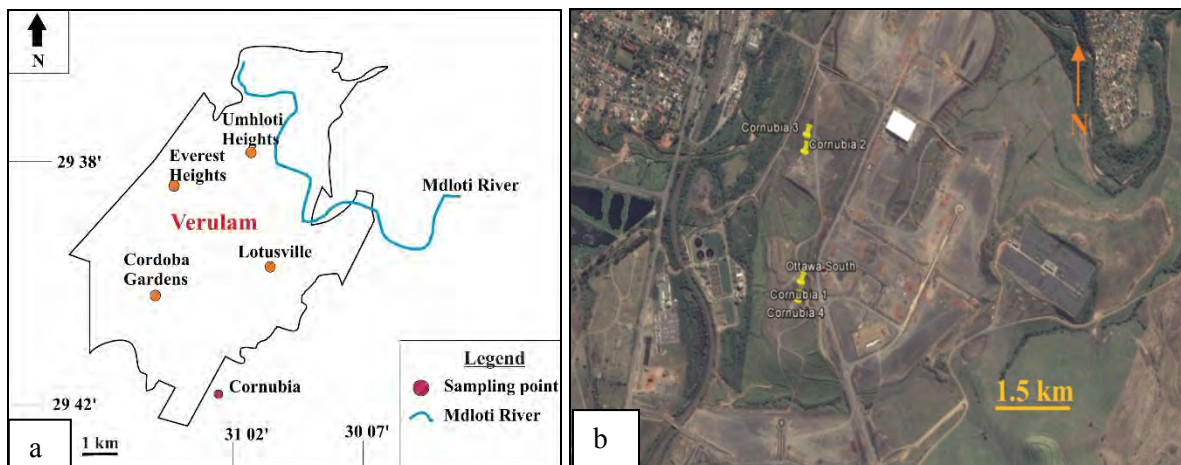 N
Umhloti
Heights
29 38'
Everest
Heights
Mdloti River
Verulam
Cordoba
Gardens
Lotusville
Legend
Cornubia
Sampling point
29 42'
Mdloti River
a
1 km
31 02'
30 07'
N
Cornubia 3
Cornubia 2
Ottawa South
Cornubia 1
Cornubia 4
1.5 km
b